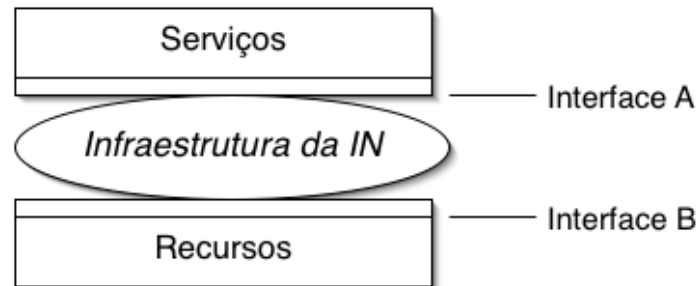 Serviços
Interface A
Infraestrutura da IN
Interface B
Recursos